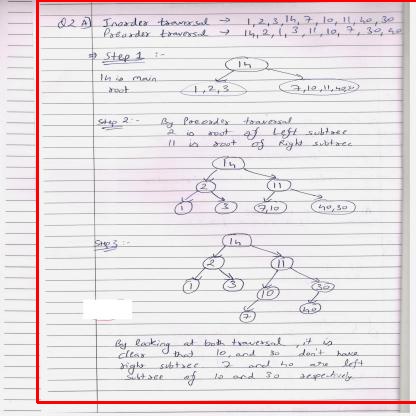 Q2 A) Inorder traversal → 1, 2, 3, 14, 7, 10, 11, 40, 30
Preorder traversal → 14, 2, 1, 3, 11, 10, 7, 30, 40
⇒ Step 1 :-
14 is main
root
14
1, 2, 3
7, 10, 11, 40, 30
Step 2 :- By Preorder traversal
2 is root of Left subtree
11 is root of Right subtree
14
2 11
1 3 7, 10 40, 30
Step 3 :-
14
2 11
1 3 10 30
7 40
By looking at both traversal, it is
clear that 10, and 30 don't have
right subtree 7 and 40 are left
subtree of 10 and 30 respectively